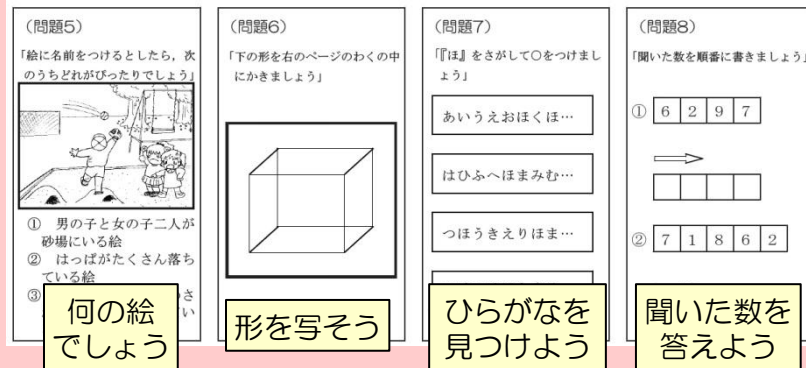 （問題5）
「絵に名前をつけるとしたら，次
のうちどれがぴったりでしょう」
① 男の子と女の子二人が
砂場にいる絵
② はっぱがたくさん落ち
ている絵
③
さ
い
何の絵
でしょう
（問題6）
「下の形を右のページのわくの中
にかきましょう」
形を写そう
（問題7）
「『ほ』をさがして○をつけまし
ょう」
あいうえおほくほ…
はひふへほまみむ…
つほうきえりほま…
ひらがなを
見つけよう
（問題8）
「聞いた数を順番に書きましょう」
① 6 2 9 7
② 7 1 8 6 2
聞いた数を
答えよう